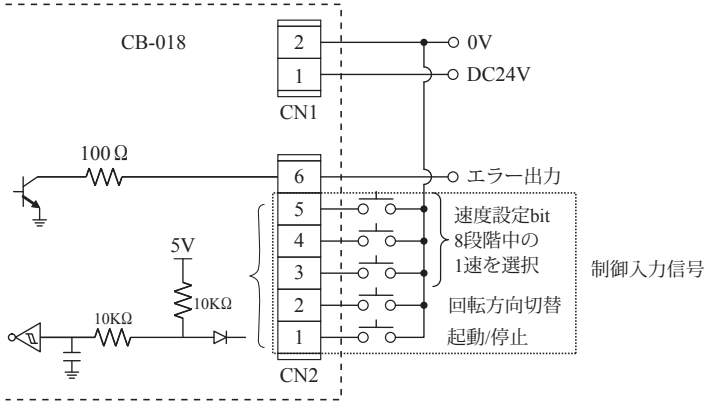 CB-018
2
0V
1
DC24V
CN1
100Ω
6
エラー出力
5
速度設定bit
4
8段階中の
3
1速を選択
制御入力信号
5V
10KΩ
2
回転方向切替
10KΩ
1
起動/停止
CN2